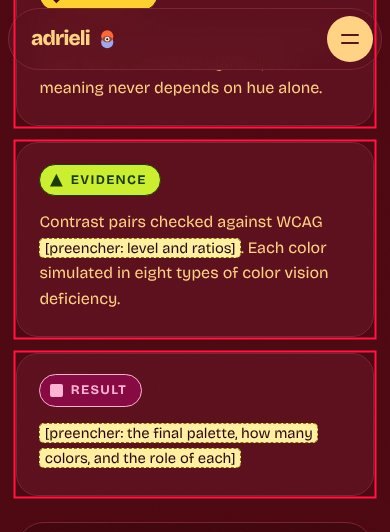 adrieli
meaning never depends on hue alone.
EVIDENCE
Contrast pairs checked against WCAG
[preencher: level and ratios]. Each color
simulated in eight types of color vision
deficiency.
RESULT
[preencher: the final palette, how many
colors, and the role of each]